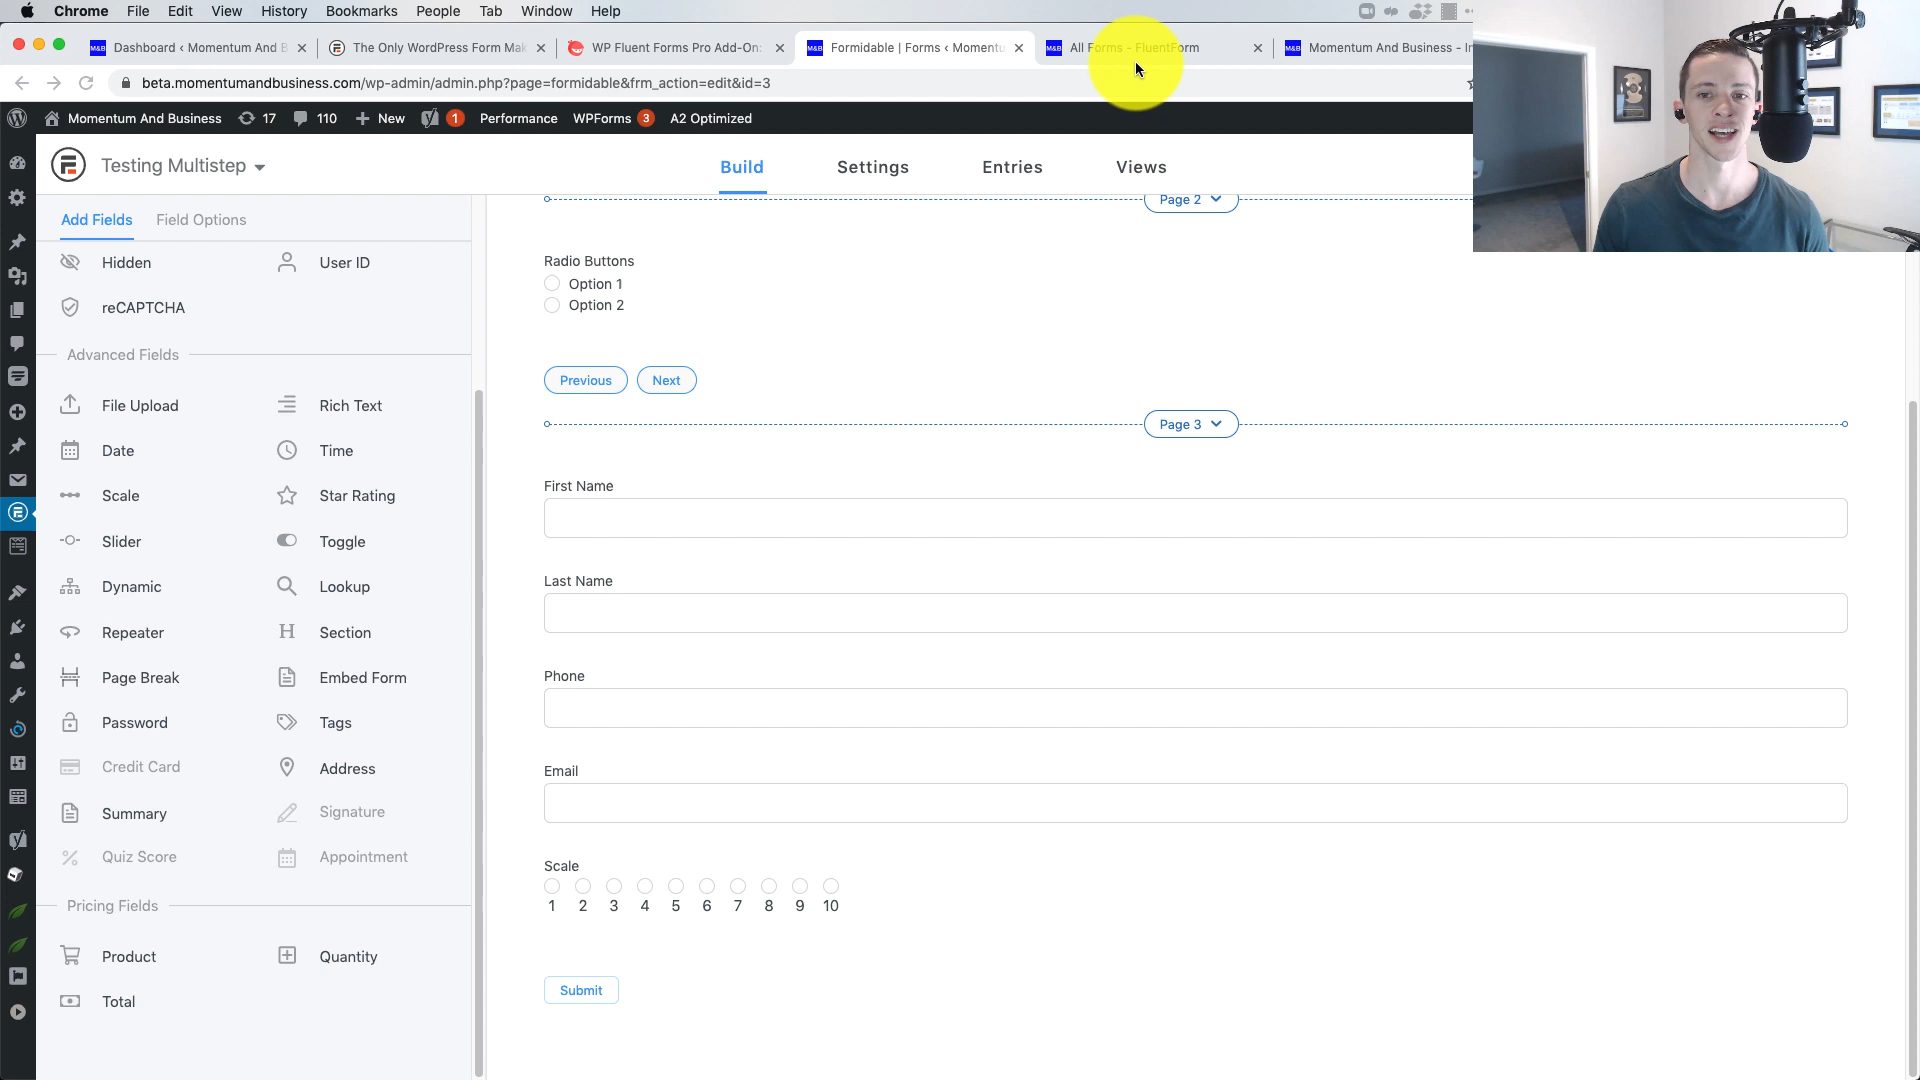 Chrome File Edit View History Bookmarks People Tab Window Help
Dashboard ‹ Momentum And B
The Only WordPress Form Mak
WP Fluent Forms Pro Add-On:
Formidable | Forms ‹ Momentu
All Forms - FluentForm
Momentum And Business - In
beta.momentumandbusiness.com/wp-admin/admin.php?page=formidable&frm_action=edit&id=3
Momentum And Business 17 110 New 1 Performance WPForms 3 A2 Optimized
Testing Multistep
Build Settings Entries Views
Add Fields Field Options
Page 2
Hidden User ID
reCAPTCHA
Advanced Fields
File Upload Rich Text
Date Time
Scale Star Rating
Slider Toggle
Dynamic Lookup
Repeater Section
Page Break Embed Form
Password Tags
Credit Card Address
Summary Signature
Quiz Score Appointment
Pricing Fields
Product Quantity
Total
Radio Buttons
Option 1
Option 2
Previous Next
Page 3
First Name
Last Name
Phone
Email
Scale
1 2 3 4 5 6 7 8 9 10
Submit